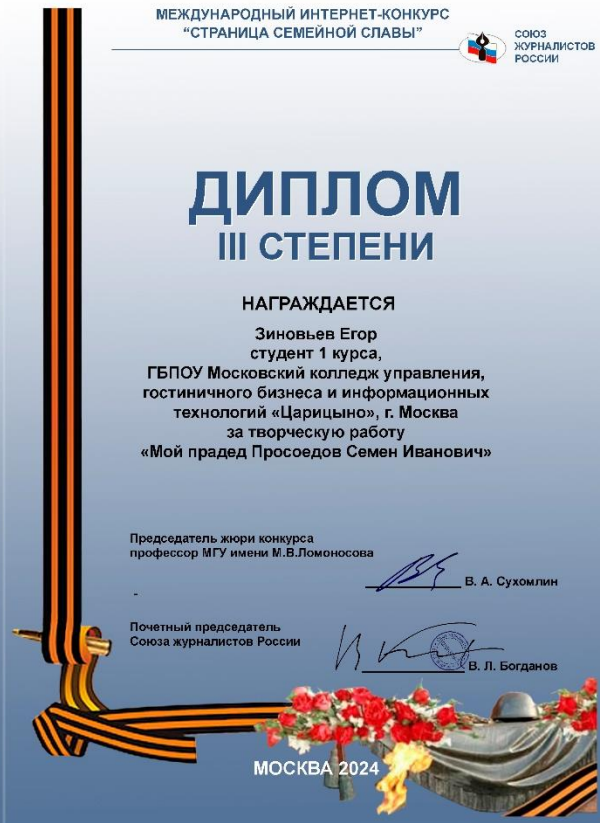 МЕЖДУНАРОДНЫЙ ИНТЕРНЕТ-КОНКУРС
“СТРАНИЦА СЕМЕЙНОЙ СЛАВЫ”
СОЮЗ
ЖУРНАЛИСТОВ
РОССИИ
ДИПЛОМ
III СТЕПЕНИ
НАГРАЖДАЕТСЯ
Зиновьев Егор
студент 1 курса,
ГБПОУ Московский колледж управления,
гостиничного бизнеса и информационных
технологий «Царицыно», г. Москва
за творческую работу
«Мой прадед Просоедов Семен Иванович»
Председатель жюри конкурса
профессор МГУ имени М.В.Ломоносова
В. А. Сухомлин
-
Почетный председатель
Союза журналистов России
В. Л. Богданов
МОСКВА 2024